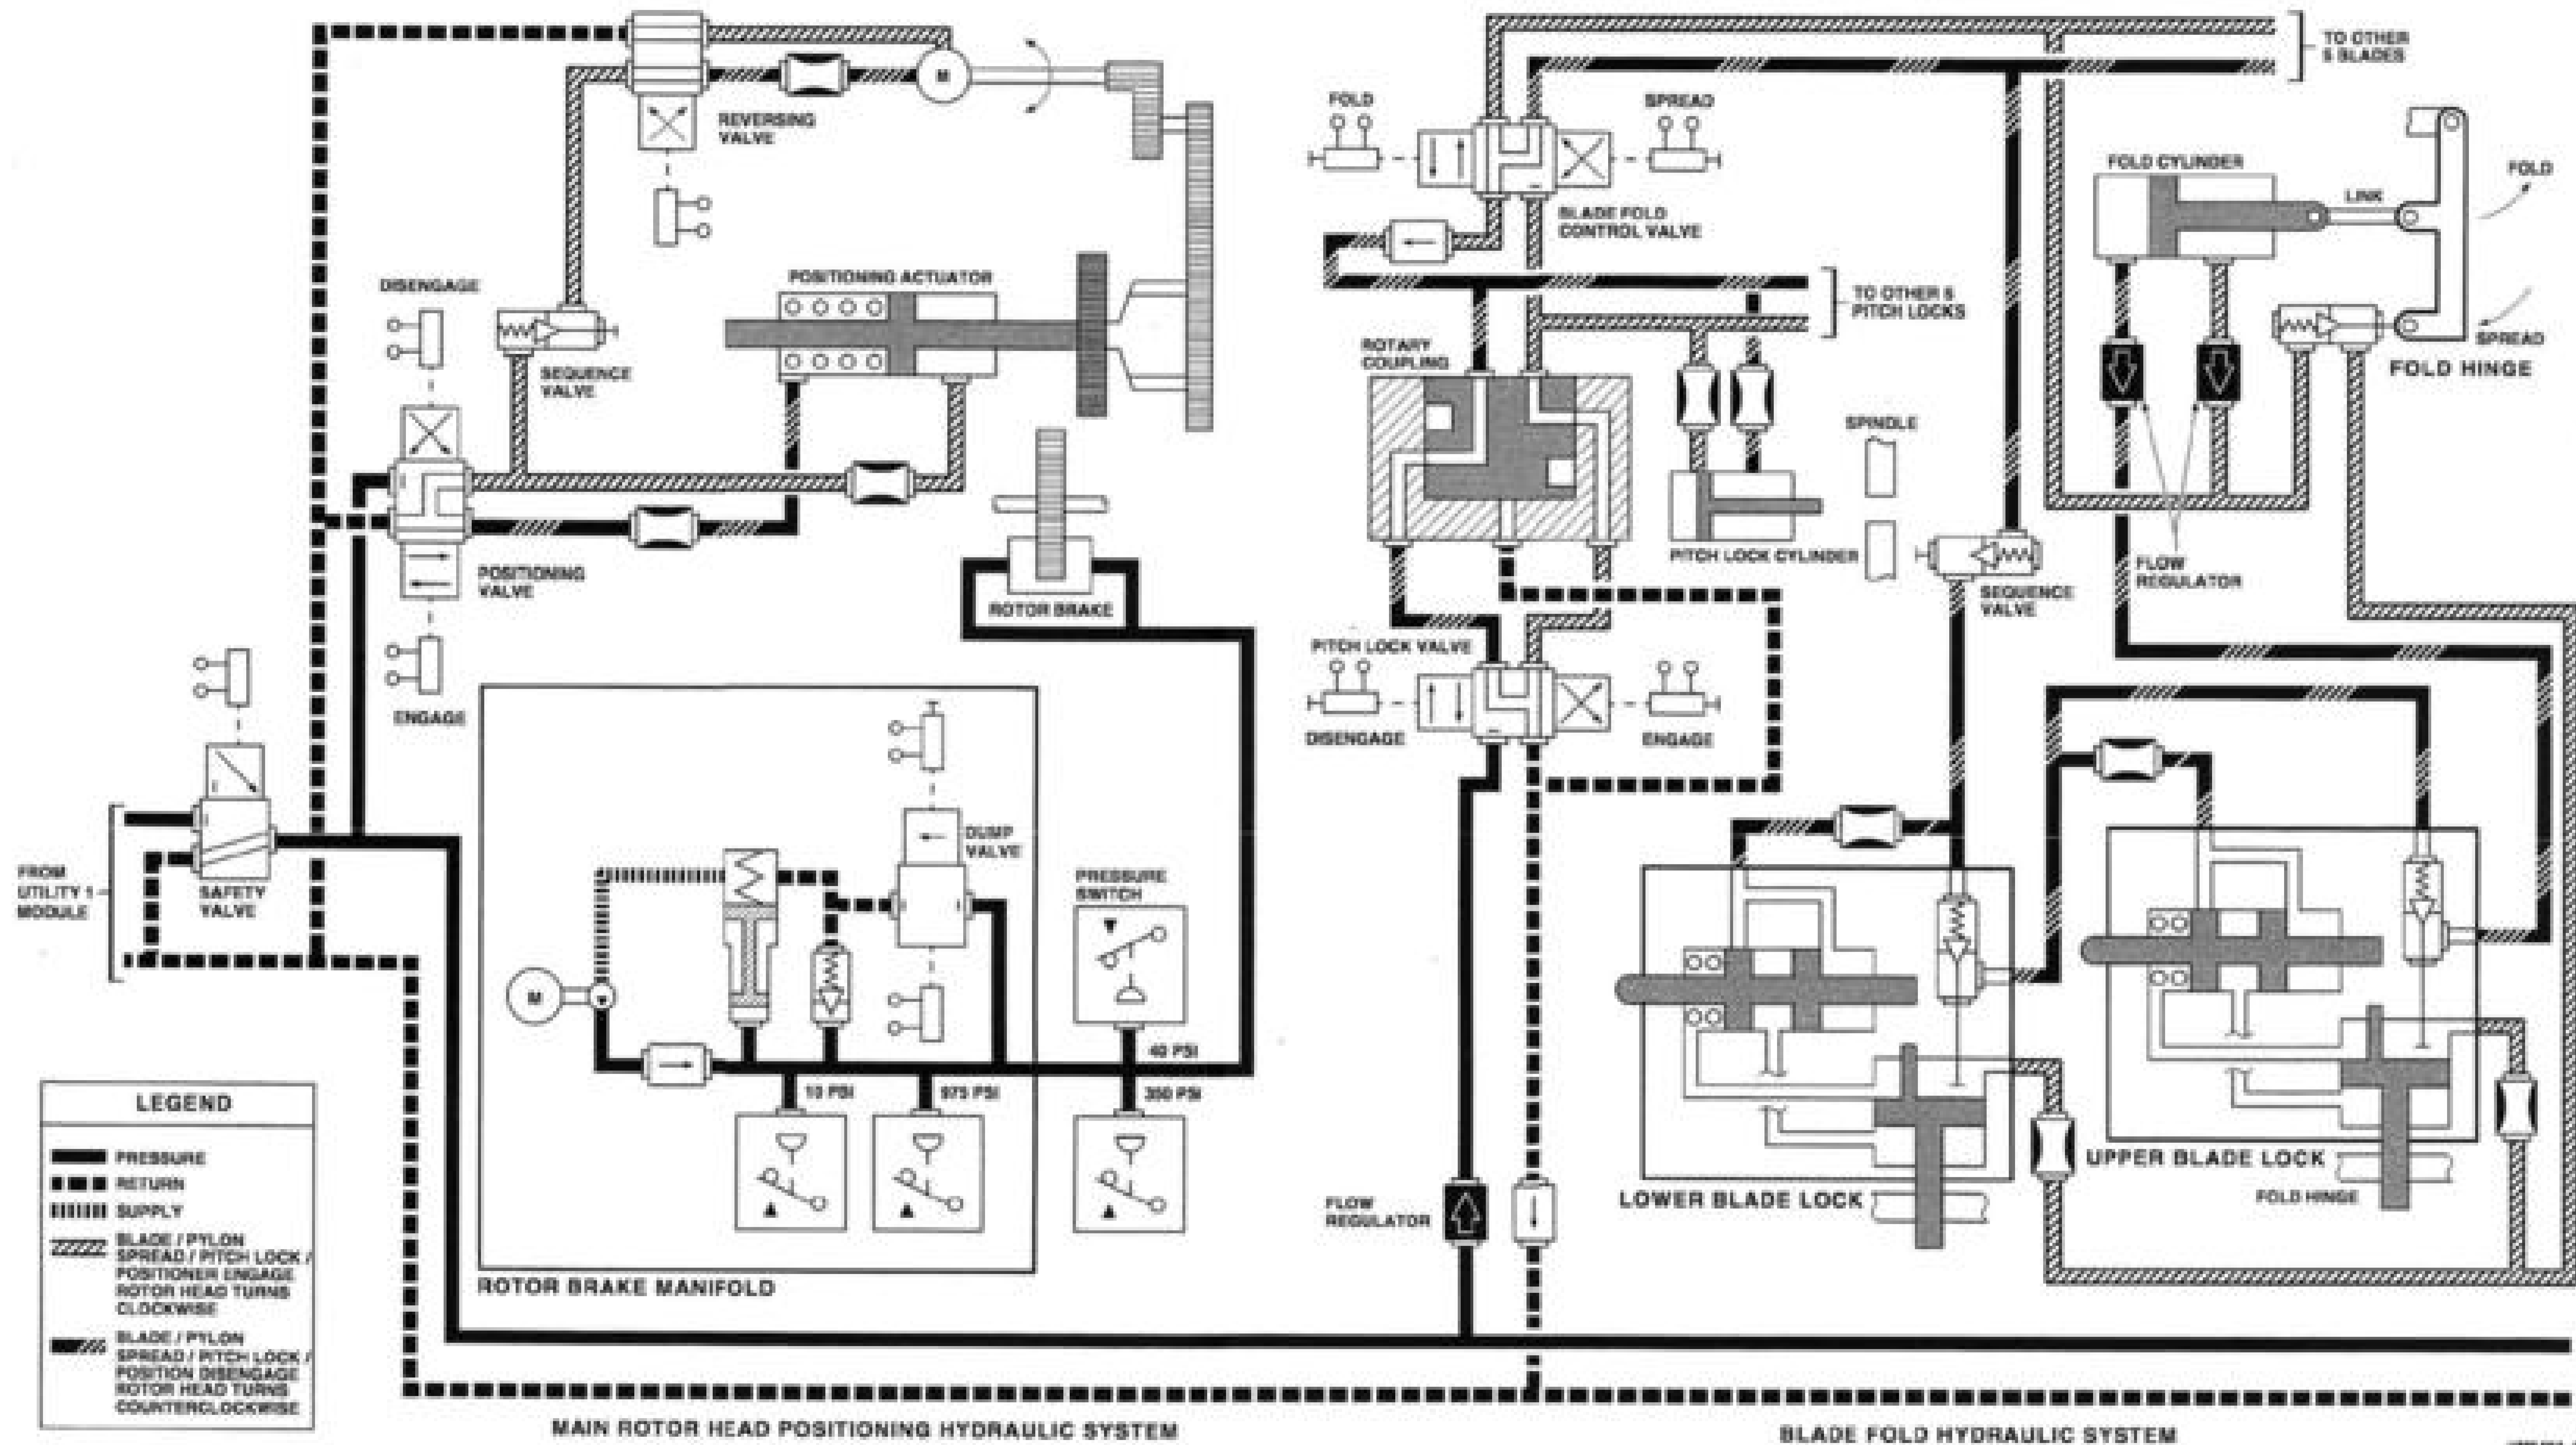 REVERSING
VALVE
M
TO OTHER
6 BLADES
FOLD
SPREAD
BLADE FOLD
CONTROL VALVE
FOLD CYLINDER
LINK
FOLD
SPREAD
FOLD HINGE
DISENGAGE
SEQUENCE
VALVE
POSITIONING ACTUATOR
TO OTHER 6
PITCH LOCKS
ROTARY
COUPLING
SPINDLE
PITCH LOCK CYLINDER
FLOW
REGULATOR
SEQUENCE
VALVE
POSITIONING
VALVE
ROTOR BRAKE
ENGAGE
PITCH LOCK VALVE
DISENGAGE
ENGAGE
FROM
UTILITY 1
MODULE
SAFETY
VALVE
DUMP
VALVE
PRESSURE
SWITCH
M
40 PSI
10 PSI
975 PSI
350 PSI
ROTOR BRAKE MANIFOLD
FLOW
REGULATOR
LOWER BLADE LOCK
UPPER BLADE LOCK
FOLD HINGE
LEGEND
PRESSURE
RETURN
SUPPLY
BLADE / PYLON
SPREAD / PITCH LOCK /
POSITIONER ENGAGE
ROTOR HEAD TURNS
CLOCKWISE
BLADE / PYLON
SPREAD / PITCH LOCK /
POSITION DISENGAGE
ROTOR HEAD TURNS
COUNTERCLOCKWISE
MAIN ROTOR HEAD POSITIONING HYDRAULIC SYSTEM
BLADE FOLD HYDRAULIC SYSTEM